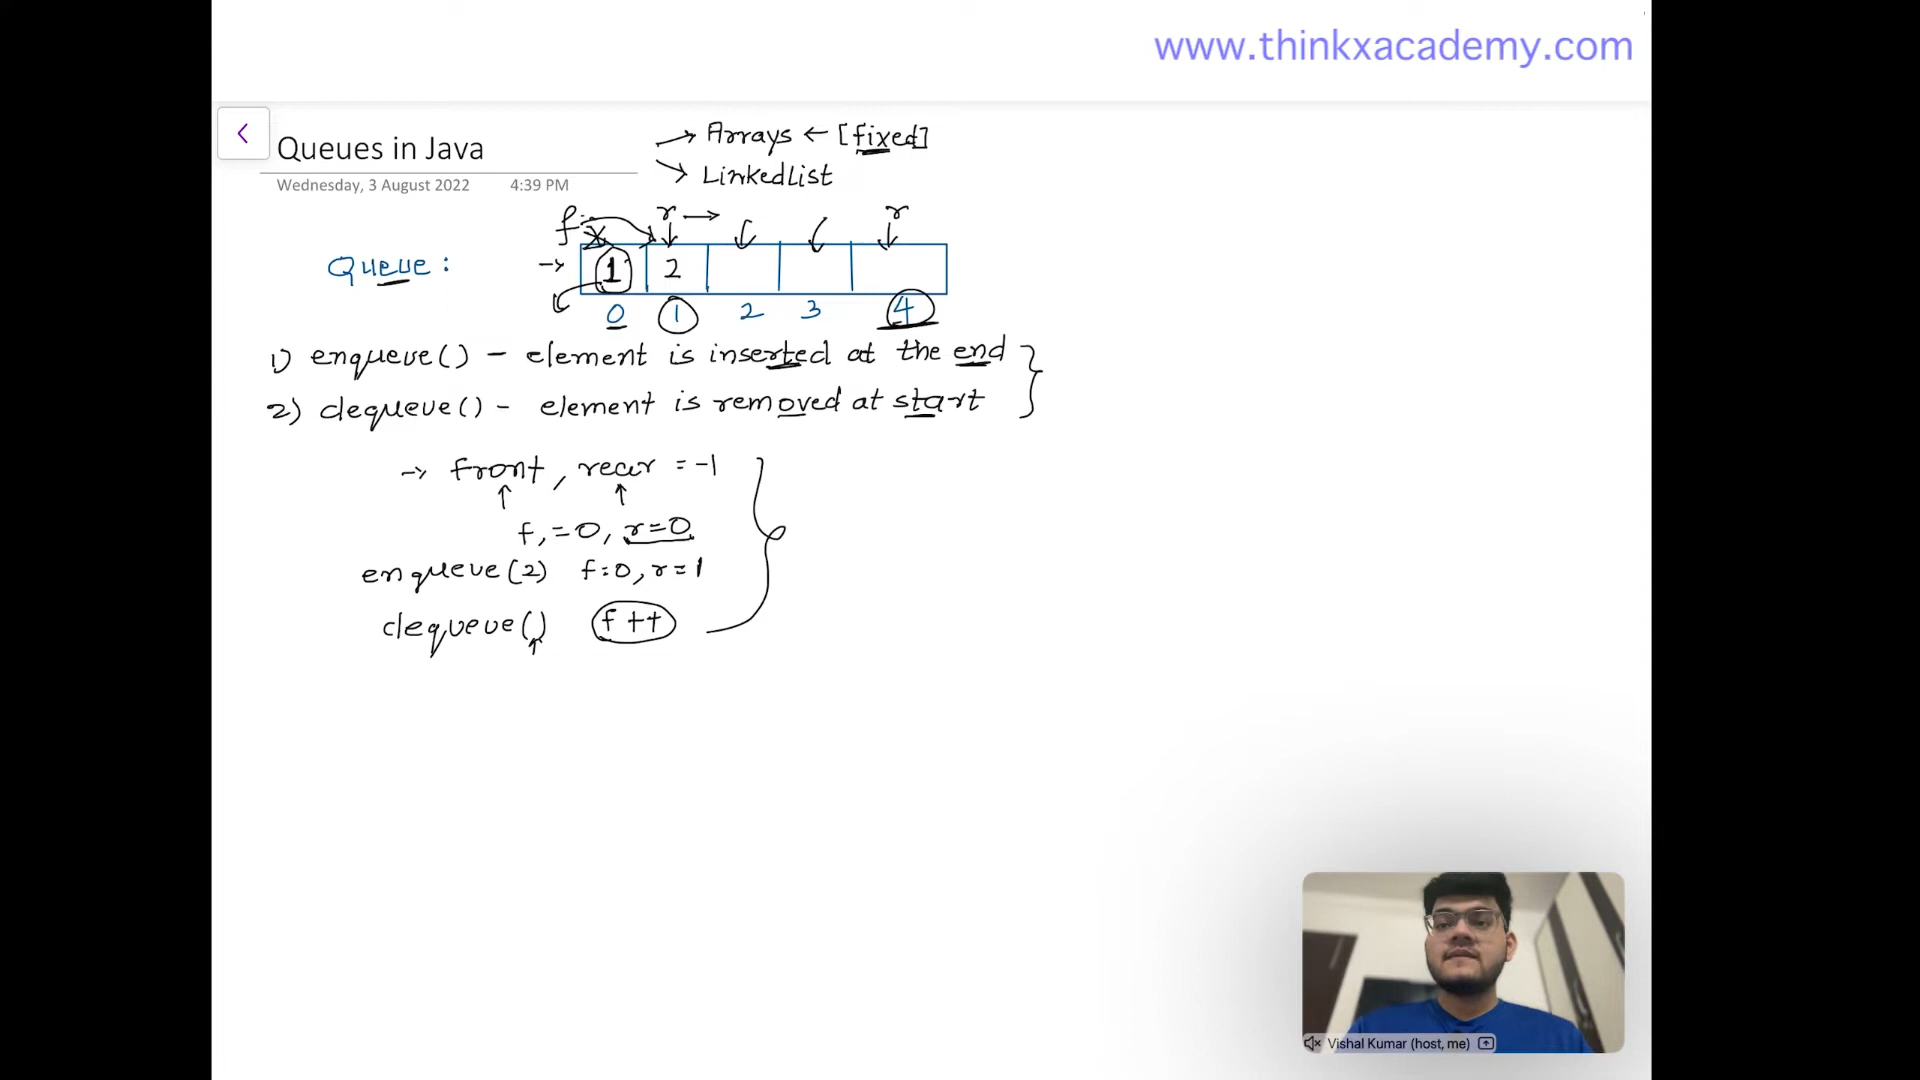 www.thinkxacademy.com
Queues in Java
Wednesday, 3 August 2022 4:39 PM
→ Arrays ← [fixed]
→ LinkedList
f r → r
Queue : → 1 2
0 1 2 3 4
1) enqueue() - element is inserted at the end
2) dequeue() - element is removed at start
→ front, rear = -1
f, = 0, r=0
enqueue(2) f=0, r=1
dequeue() f++
Vishal Kumar (host, me)